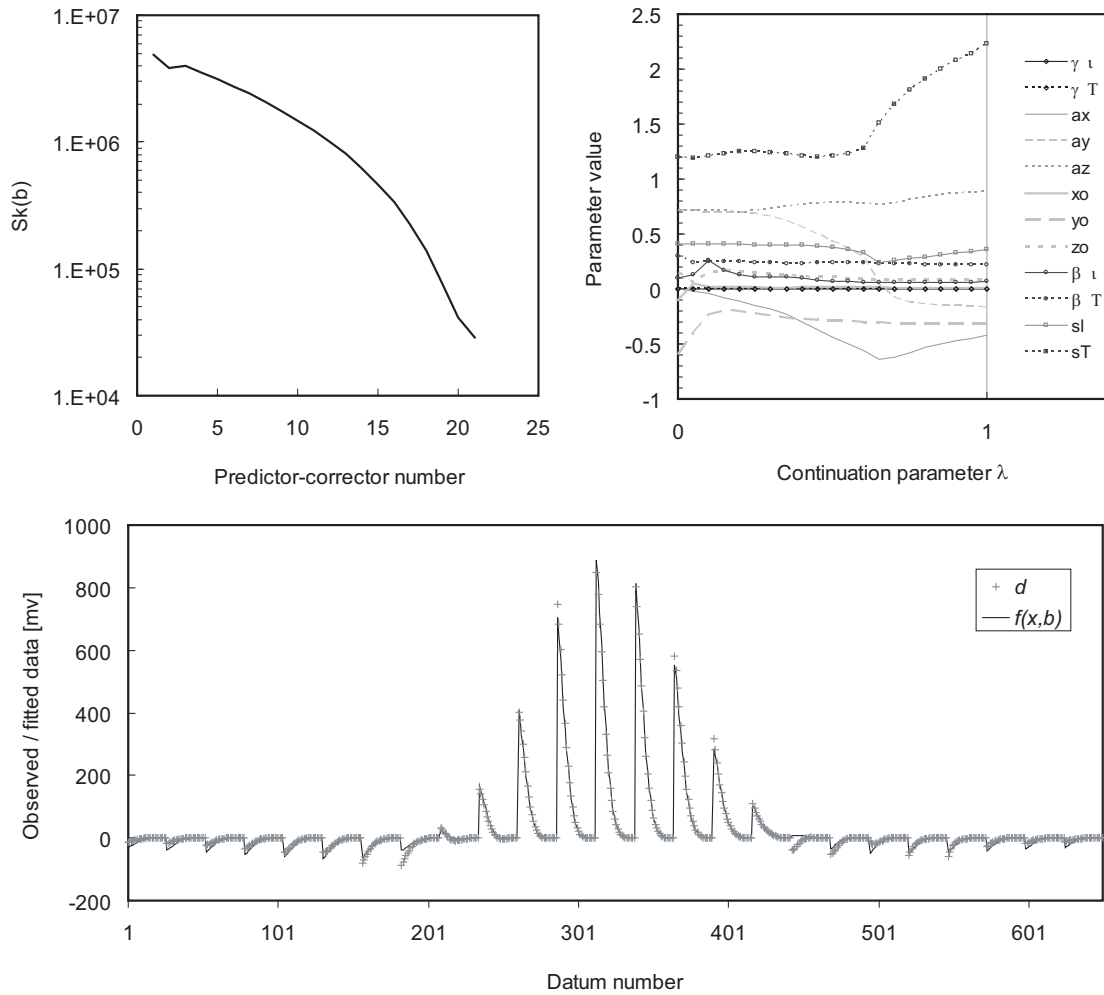 1.E+07
1.E+06
1.E+05
1.E+04
Sk(b)
0 5 10 15 20 25
Predictor-corrector number
2.5
2
1.5
1
0.5
0
-0.5
-1
Parameter value
0 1
Continuation parameter λ
γ ι
γ T
ax
ay
az
xo
yo
zo
β ι
β T
sl
sT
1000
800
600
400
200
0
-200
Observed / fitted data [mv]
d
f(x,b)
1 101 201 301 401 501 601
Datum number